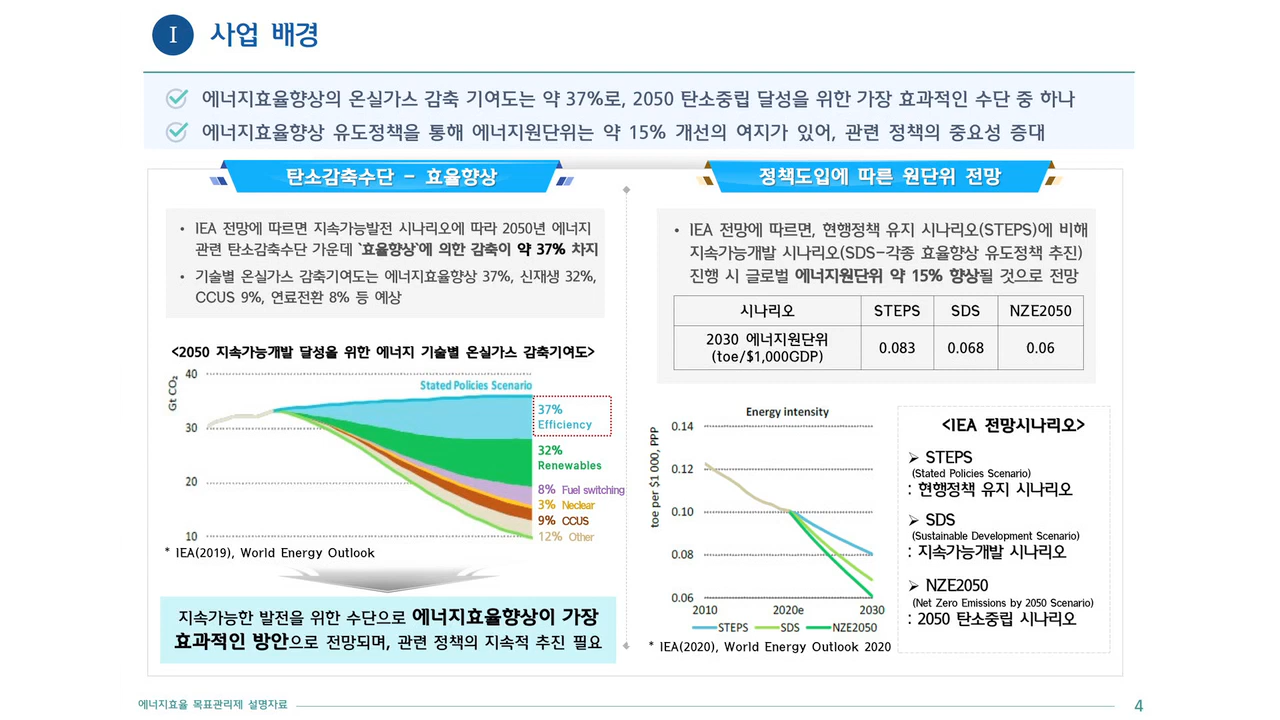 I
사업 배경
에너지효율향상의 온실가스 감축 기여도는 약 37%로, 2050 탄소중립 달성을 위한 가장 효과적인 수단 중 하나
에너지효율향상 유도정책을 통해 에너지원단위는 약 15% 개선의 여지가 있어, 관련 정책의 중요성 증대
탄소감축수단 - 효율향상
• IEA 전망에 따르면 지속가능발전 시나리오에 따라 2050년 에너지
관련 탄소감축수단 가운데 `효율향상`에 의한 감축이 약 37% 차지
• 기술별 온실가스 감축기여도는 에너지효율향상 37%, 신재생 32%,
CCUS 9%, 연료전환 8% 등 예상
<2050 지속가능개발 달성을 위한 에너지 기술별 온실가스 감축기여도>
Gt CO₂
40
30
20
10
Stated Policies Scenario
37%
Efficiency
32%
Renewables
8% Fuel switching
3% Neclear
9% CCUS
12% Other
* IEA(2019), World Energy Outlook
지속가능한 발전을 위한 수단으로 에너지효율향상이 가장
효과적인 방안으로 전망되며, 관련 정책의 지속적 추진 필요
정책도입에 따른 원단위 전망
• IEA 전망에 따르면, 현행정책 유지 시나리오(STEPS)에 비해
지속가능개발 시나리오(SDS-각종 효율향상 유도정책 추진)
진행 시 글로벌 에너지원단위 약 15% 향상될 것으로 전망
시나리오 STEPS SDS NZE2050
2030 에너지원단위
(toe/$1,000GDP) 0.083 0.068 0.06
Energy intensity
toe per $1 000, PPP
0.14
0.12
0.10
0.08
0.06
2010 2020e 2030
STEPS SDS NZE2050
* IEA(2020), World Energy Outlook 2020
<IEA 전망시나리오>
➢ STEPS
(Stated Policies Scenario)
: 현행정책 유지 시나리오
➢ SDS
(Sustainable Development Scenario)
: 지속가능개발 시나리오
➢ NZE2050
(Net Zero Emissions by 2050 Scenario)
: 2050 탄소중립 시나리오
에너지효율 목표관리제 설명자료
4